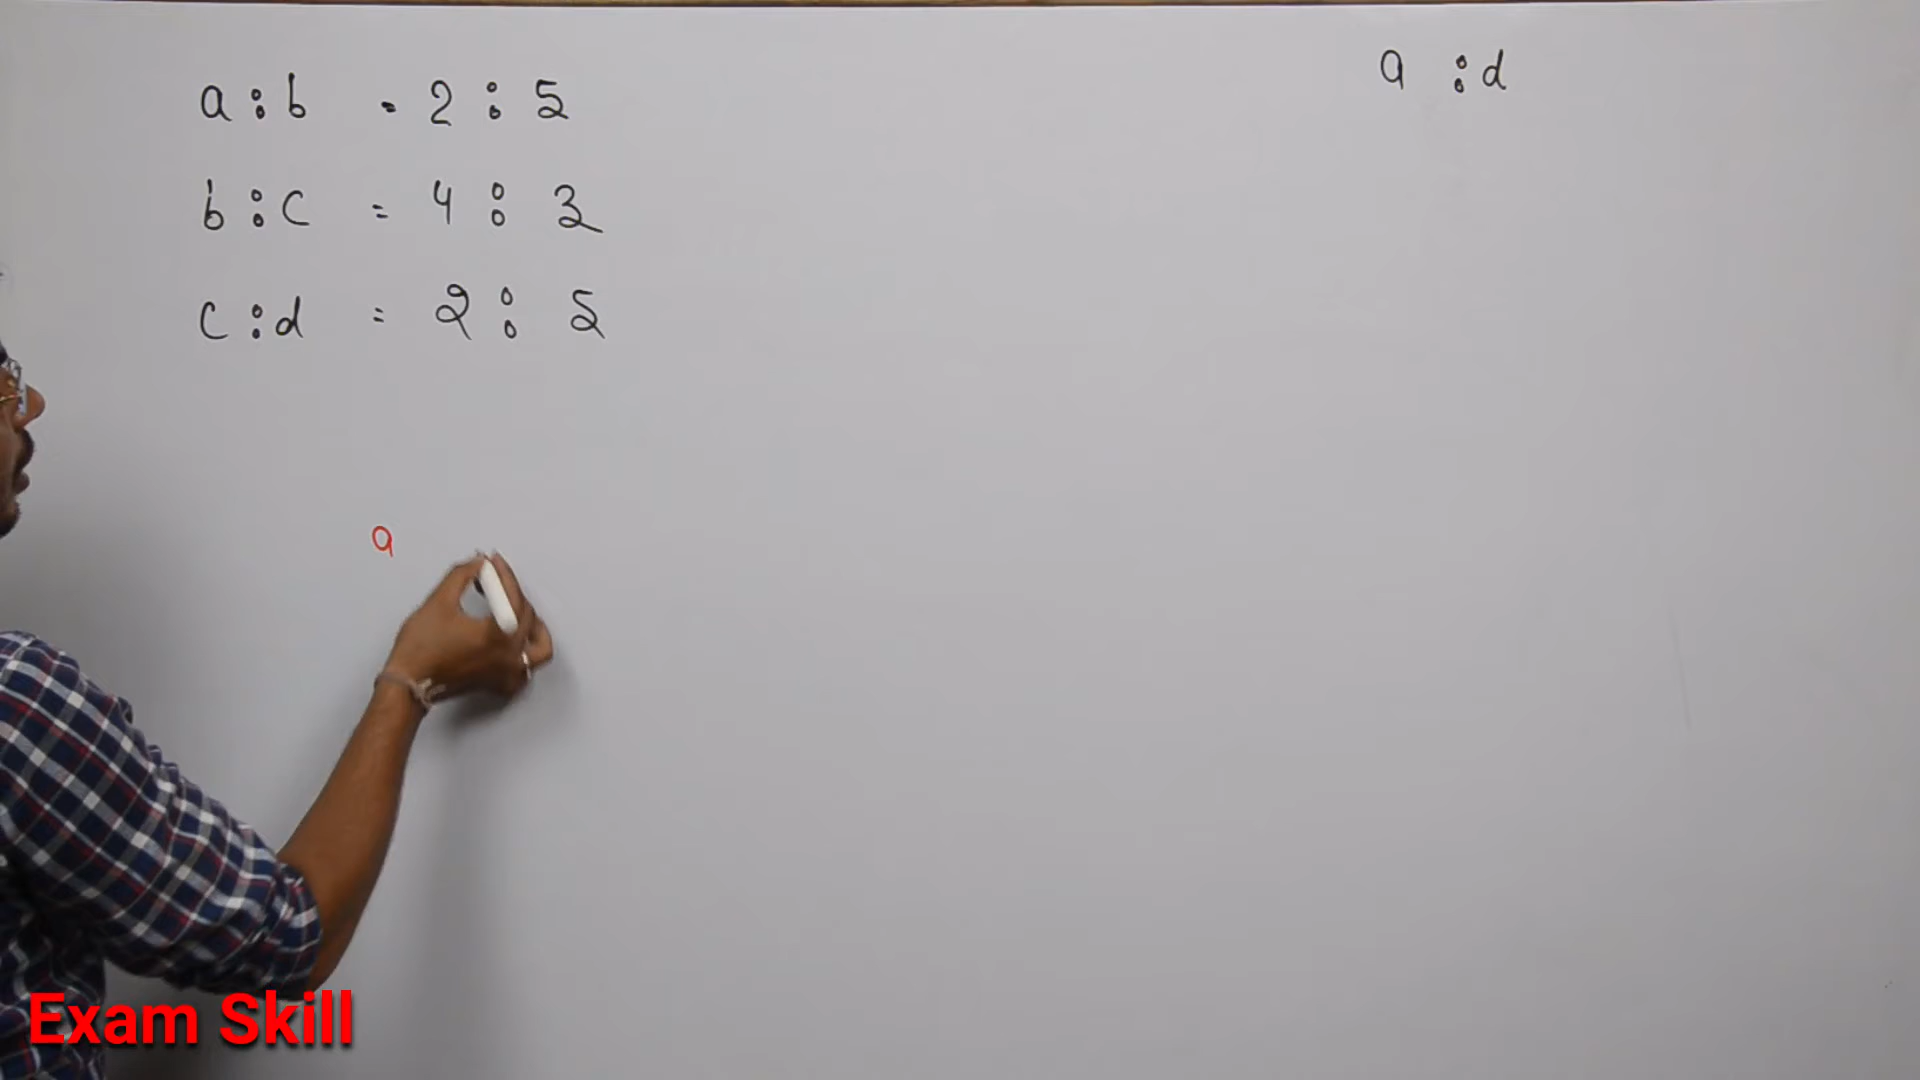 a : b = 2 : 5
a : d
b : c = 4 : 3
c : d = 2 : 5
a
Exam Skill